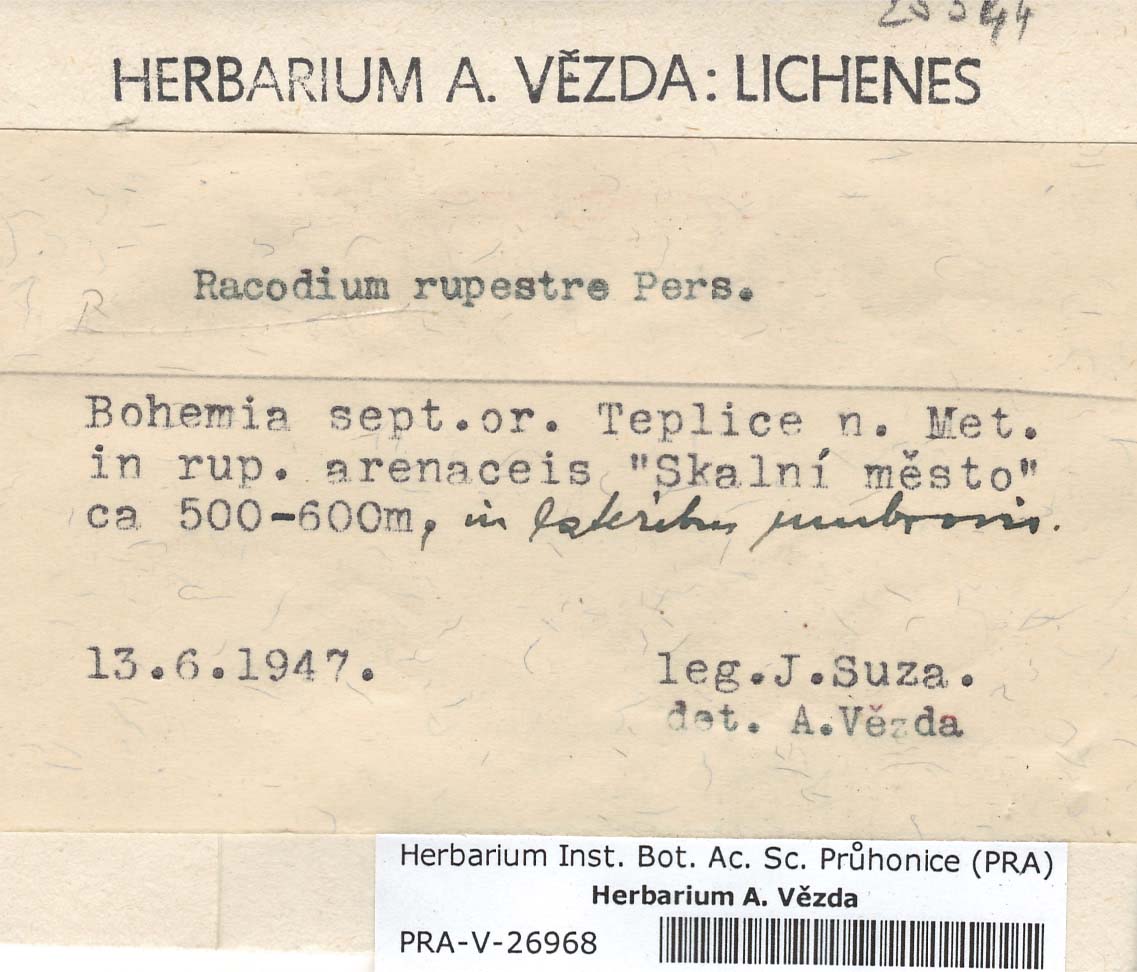 HERBARIUM A. VĚZDA: LICHENES
Racodium rupestre Pers.
R
Bohemia sept.or. Teplice n. Met.
in rup. arenaceis "Skalní město"
ca 500-600m, in lateribus umbrosis.
13.6.1947.
leg.J.Suza.
det. A.Vězda
Herbarium Inst. Bot. Ac. Sc. Průhonice (PRA)
Herbarium A. Vězda
PRA-V-26968